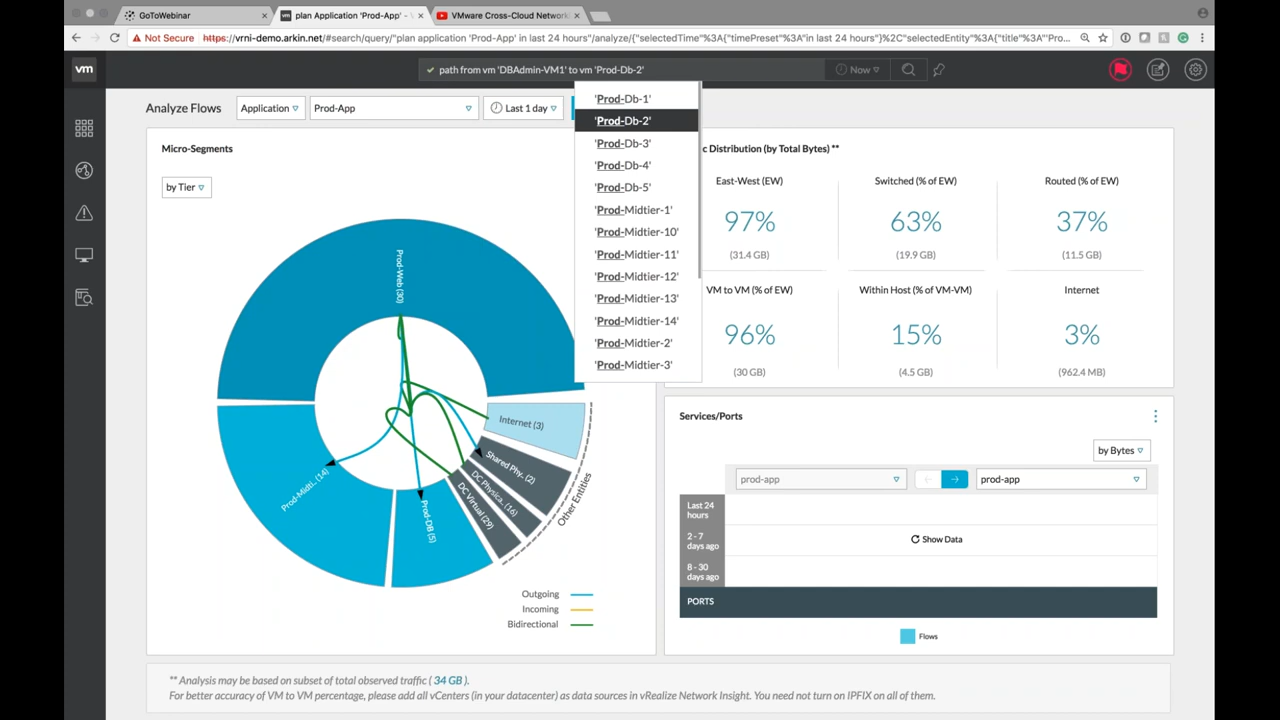 GoToWebinar
plan Application 'Prod-App' -
VMware Cross-Cloud Network
Not Secure
https://vrni-demo.arkin.net/#search/query/"plan application 'Prod-App' in last 24 hours"/analyze/{"selectedTime"%3A{"timePreset"%3A"in last 24 hours"}%2C"selectedEntity"%3A{"title"%3A"'Pro...
vm
path from vm 'DBAdmin-VM1' to vm 'Prod-Db-2'
Now
Analyze Flows
Application
Prod-App
Last 1 day
'Prod-Db-1'
'Prod-Db-2'
'Prod-Db-3'
'Prod-Db-4'
'Prod-Db-5'
'Prod-Midtier-1'
'Prod-Midtier-10'
'Prod-Midtier-11'
'Prod-Midtier-12'
'Prod-Midtier-13'
'Prod-Midtier-14'
'Prod-Midtier-2'
'Prod-Midtier-3'
Micro-Segments
by Tier
Prod-Web (30)
Internet (3)
Shared Phy.. (2)
DC Physica.. (16)
DC Virtual (29)
Prod-DB (5)
Prod-Midti.. (14)
Other Entities
Outgoing
Incoming
Bidirectional
c Distribution (by Total Bytes) **
East-West (EW)
Switched (% of EW)
Routed (% of EW)
97%
63%
37%
(31.4 GB)
(19.9 GB)
(11.5 GB)
VM to VM (% of EW)
Within Host (% of VM-VM)
Internet
96%
15%
3%
(30 GB)
(4.5 GB)
(962.4 MB)
Services/Ports
by Bytes
prod-app
prod-app
Last 24
hours
2 - 7
days ago
Show Data
8 - 30
days ago
PORTS
Flows
** Analysis may be based on subset of total observed traffic ( 34 GB ).
For better accuracy of VM to VM percentage, please add all vCenters (in your datacenter) as data sources in vRealize Network Insight. You need not turn on IPFIX on all of them.